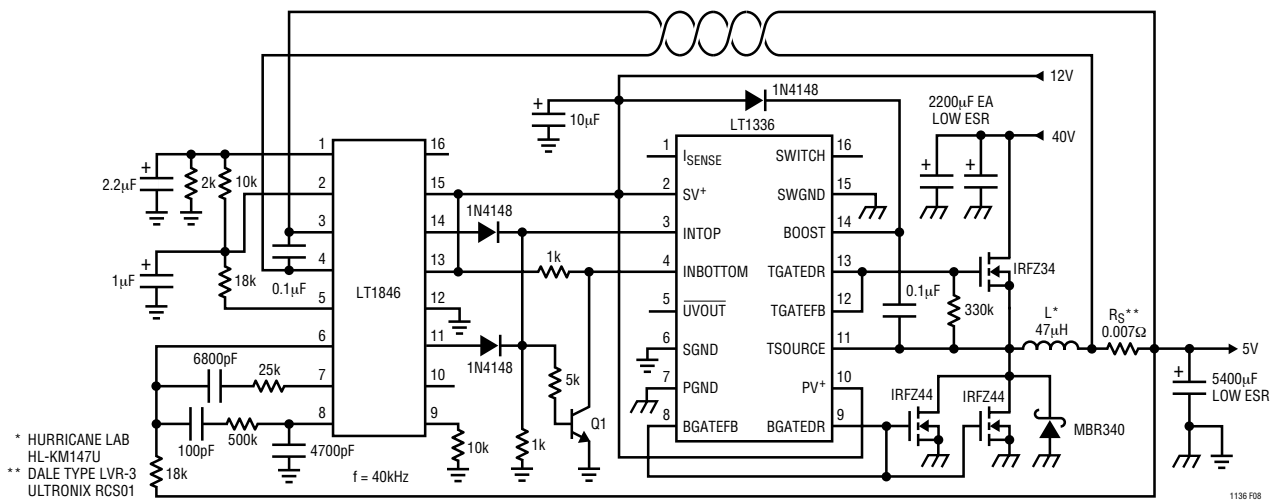 12V
1N4148
2200µF EA
LOW ESR
+
10µF
LT1336
+
+
40V
1
16
1
ISENSE
SWITCH
16
+
2.2µF
2k
10k
2
15
2
SV+
SWGND
15
1N4148
3
14
3
INTOP
BOOST
14
+
1µF
18k
0.1µF
4
LT1846
13
1k
4
INBOTTOM
TGATEDR
13
IRFZ34
0.1µF
330k
5
12
5
UVOUT
TGATEFB
12
L*
47µH
RS**
0.007Ω
6
11
6
SGND
TSOURCE
11
5V
6800pF
25k
1N4148
7
10
5k
7
PGND
PV+
10
IRFZ44
IRFZ44
+
5400µF
LOW ESR
8
9
Q1
8
BGATEFB
BGATEDR
9
MBR340
100pF
500k
4700pF
10k
1k
* HURRICANE LAB
HL-KM147U
** DALE TYPE LVR-3
ULTRONIX RCS01
18k
f = 40kHz
1136 F08